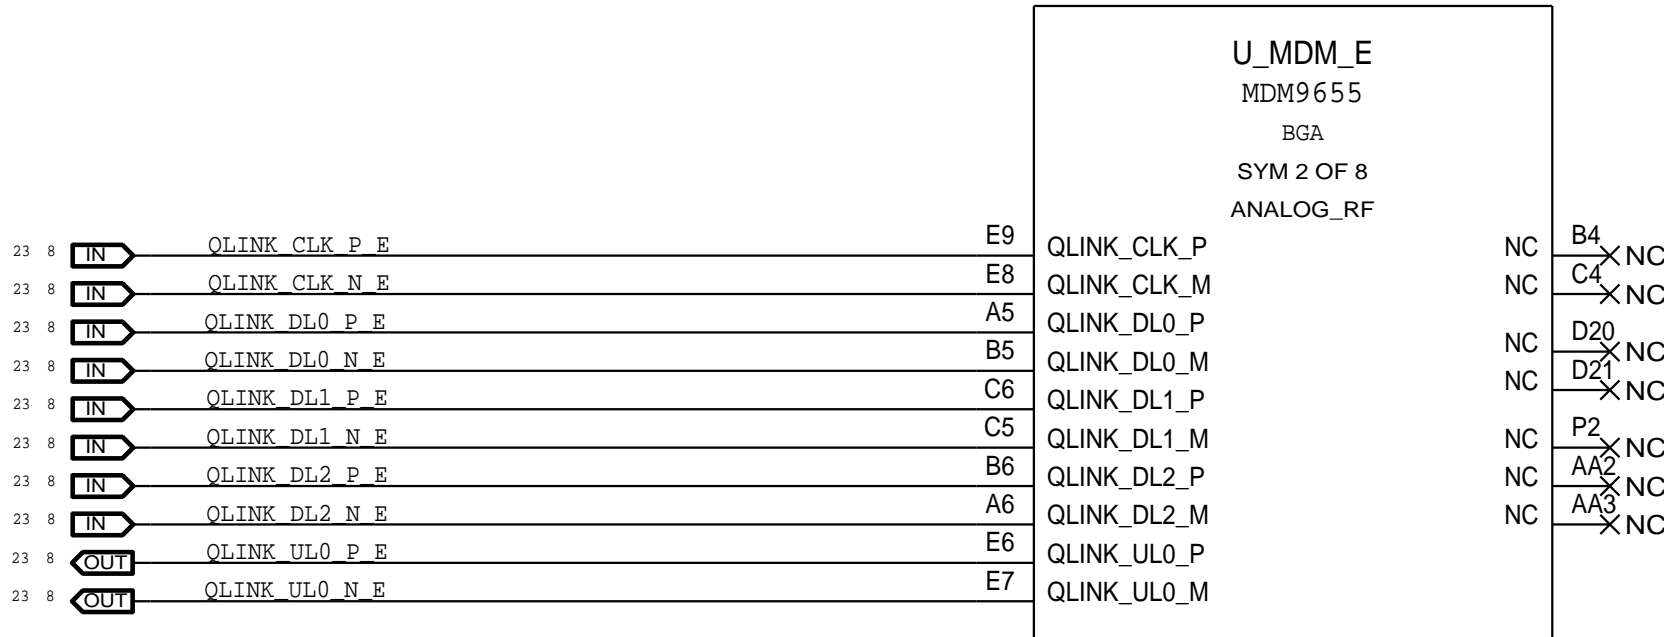 U_MDM_E
MDM9655
BGA
SYM 2 OF 8
ANALOG_RF
23 8 IN QLINK_CLK_P_E E9 QLINK_CLK_P NC B4 NC
23 8 IN QLINK_CLK_N_E E8 QLINK_CLK_M NC C4 NC
23 8 IN QLINK_DL0_P_E A5 QLINK_DL0_P
NC D20 NC
23 8 IN QLINK_DL0_N_E B5 QLINK_DL0_M
NC D21 NC
23 8 IN QLINK_DL1_P_E C6 QLINK_DL1_P
23 8 IN QLINK_DL1_N_E C5 QLINK_DL1_M NC P2 NC
23 8 IN QLINK_DL2_P_E B6 QLINK_DL2_P NC AA2 NC
23 8 IN QLINK_DL2_N_E A6 QLINK_DL2_M NC AA3 NC
23 8 OUT QLINK_UL0_P_E E6 QLINK_UL0_P
23 8 OUT QLINK_UL0_N_E E7 QLINK_UL0_M